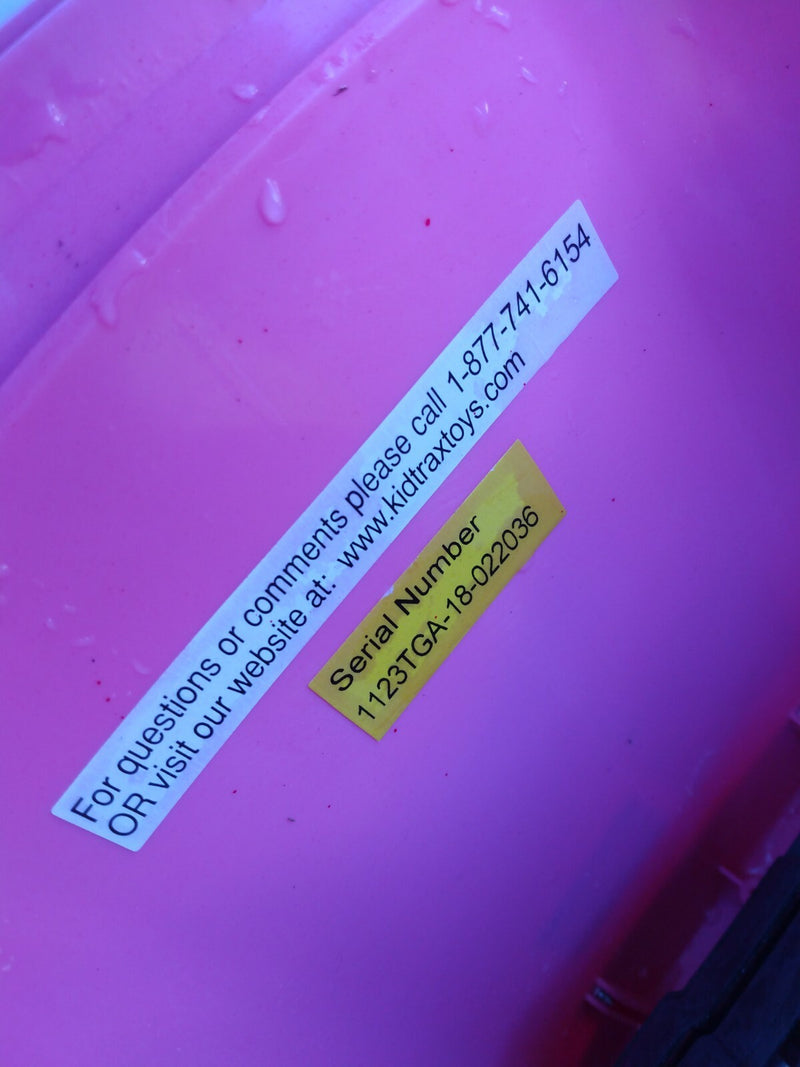 For questions or comments please call 1-877-741-6154
OR visit our website at: www.kidtraxtoys.com
Serial Number
1123TGA-18-022036